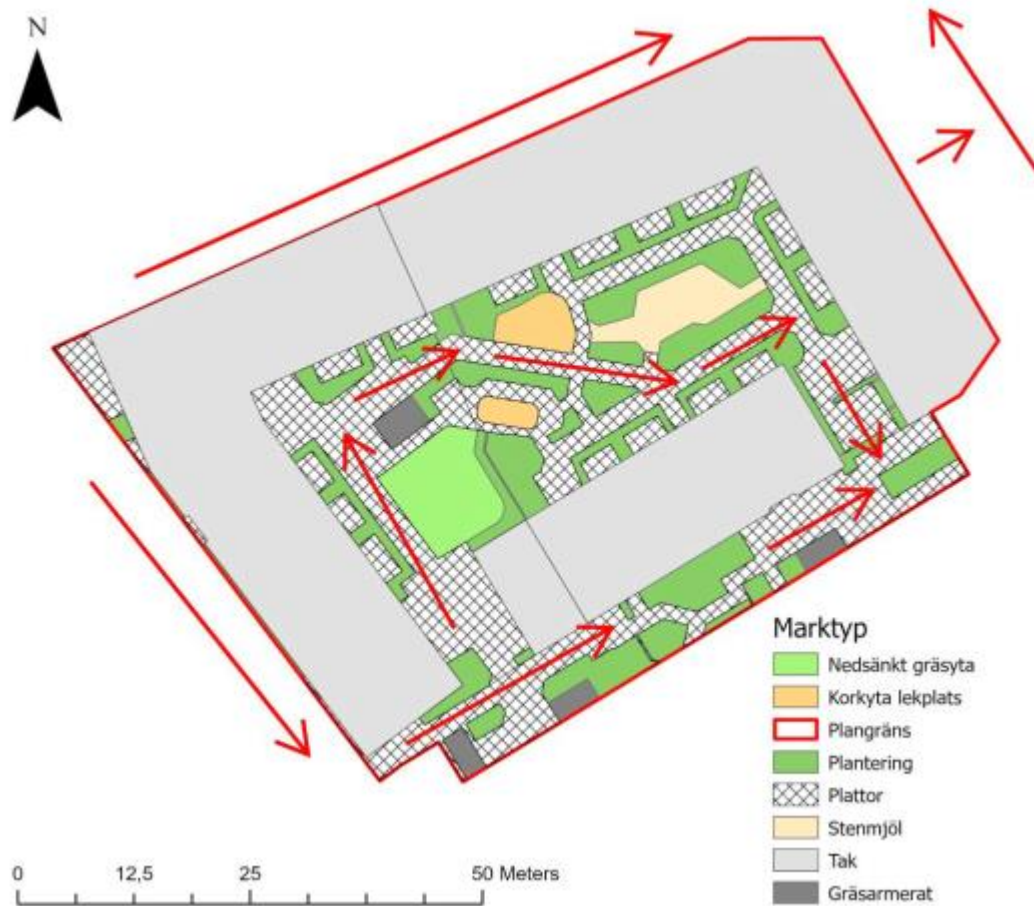 N
Marktyp
Nedsänkt gräsyta
Korkyta lekplats
Plangräns
Plantering
Plattor
Stenmjöl
Tak
Gräsarmerat
0 12,5 25 50 Meters